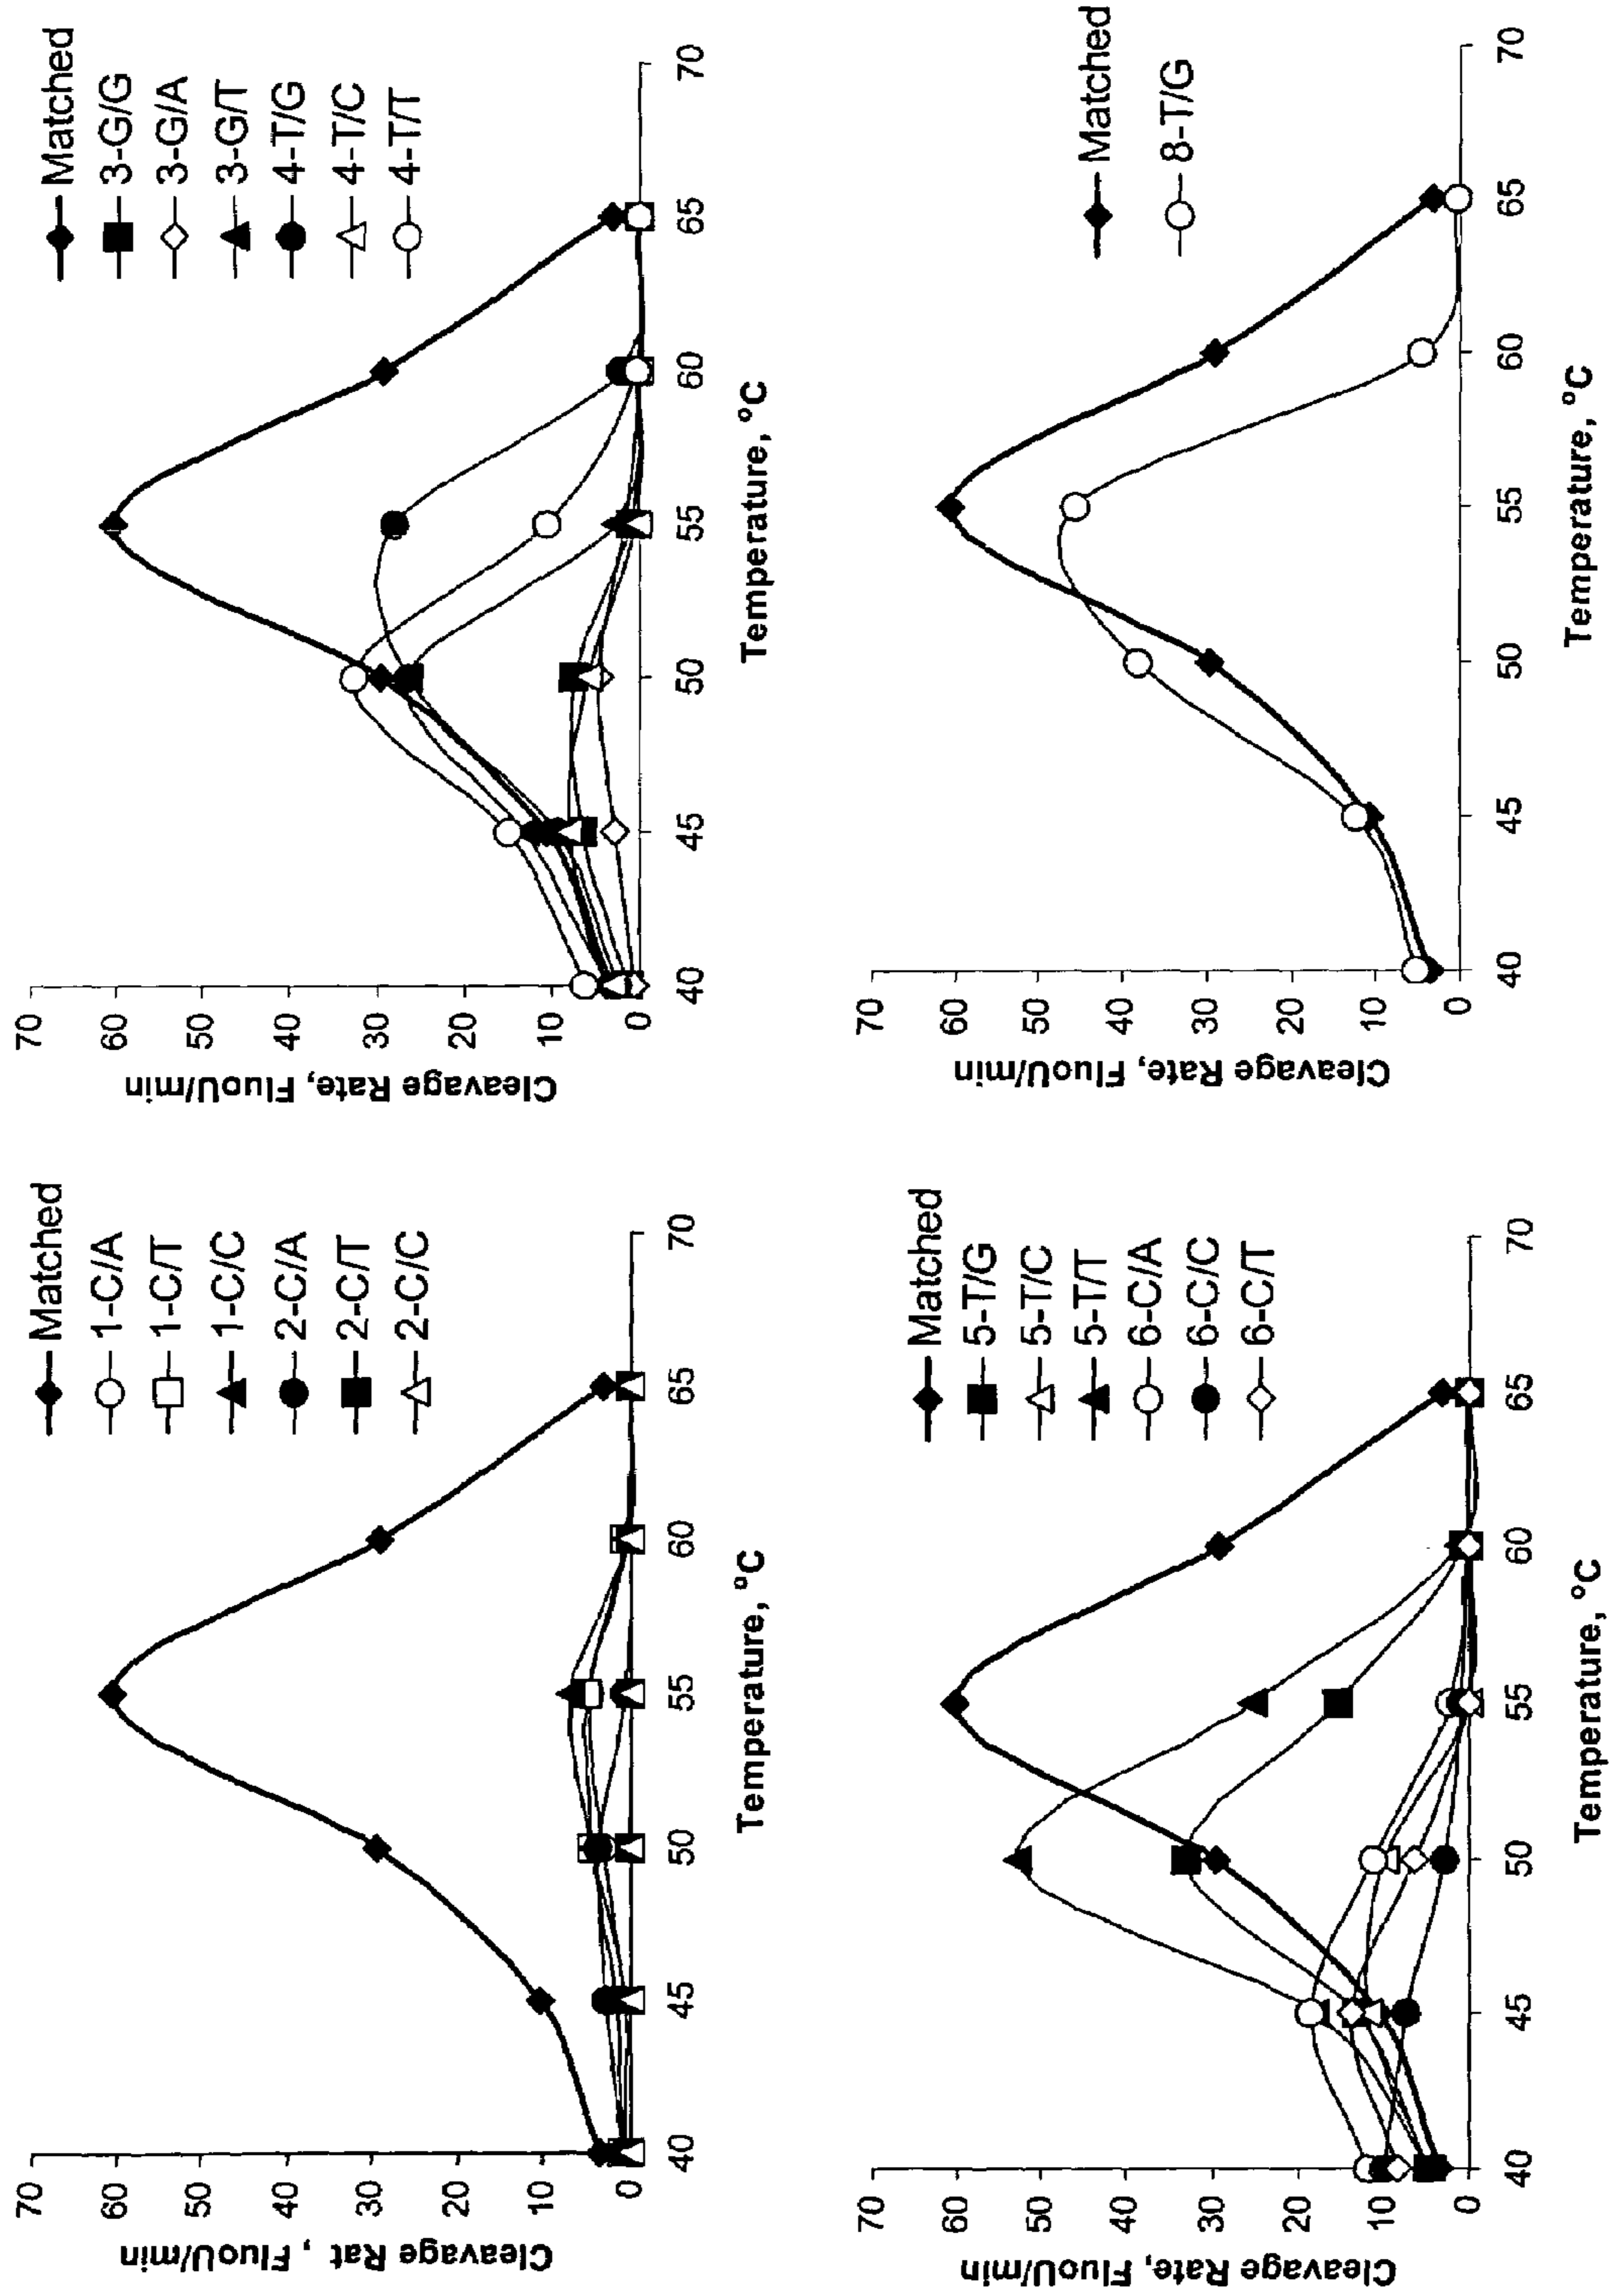 Cleavage Rat , FluoU/min
70
60
50
40
30
20
10
0
40 45 50 55 60 65 70
Temperature, °C
Matched
1-C/A
1-C/T
1-C/C
2-C/A
2-C/T
2-C/C
Cleavage Rate, FluoU/min
70
60
50
40
30
20
10
0
40 45 50 55 60 65 70
Temperature, °C
Matched
3-G/G
3-G/A
3-G/T
4-T/G
4-T/C
4-T/T
Cleavage Rate, FluoU/min
70
60
50
40
30
20
10
0
40 45 50 55 60 65 70
Temperature, °C
Matched
5-T/G
5-T/C
5-T/T
6-C/A
6-C/C
6-C/T
Cleavage Rate, FluoU/min
70
60
50
40
30
20
10
0
40 45 50 55 60 65 70
Temperature, °C
Matched
8-T/G